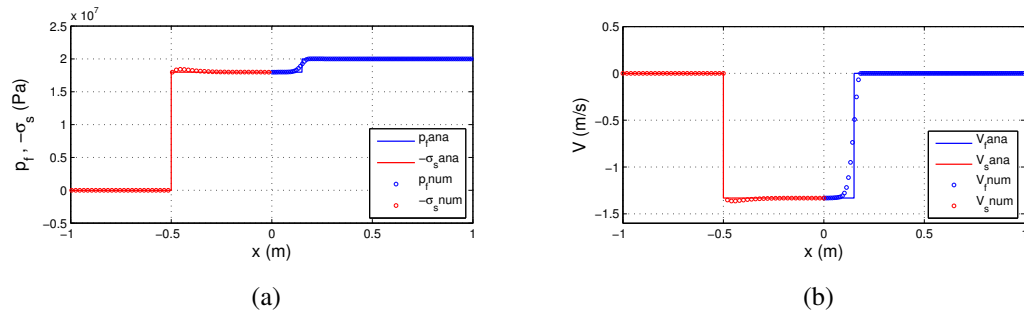 x 10⁷
2.5
2
1.5
1
0.5
0
−0.5
−1
−0.5
0
0.5
1
x (m)
p_f , −σ_s (Pa)
p_f ana
−σ_s ana
p_f num
−σ_s num
(a)
0.5
0
−0.5
−1
−1.5
−1
−0.5
0
0.5
1
x (m)
V (m/s)
V_f ana
V_s ana
V_f num
V_s num
(b)